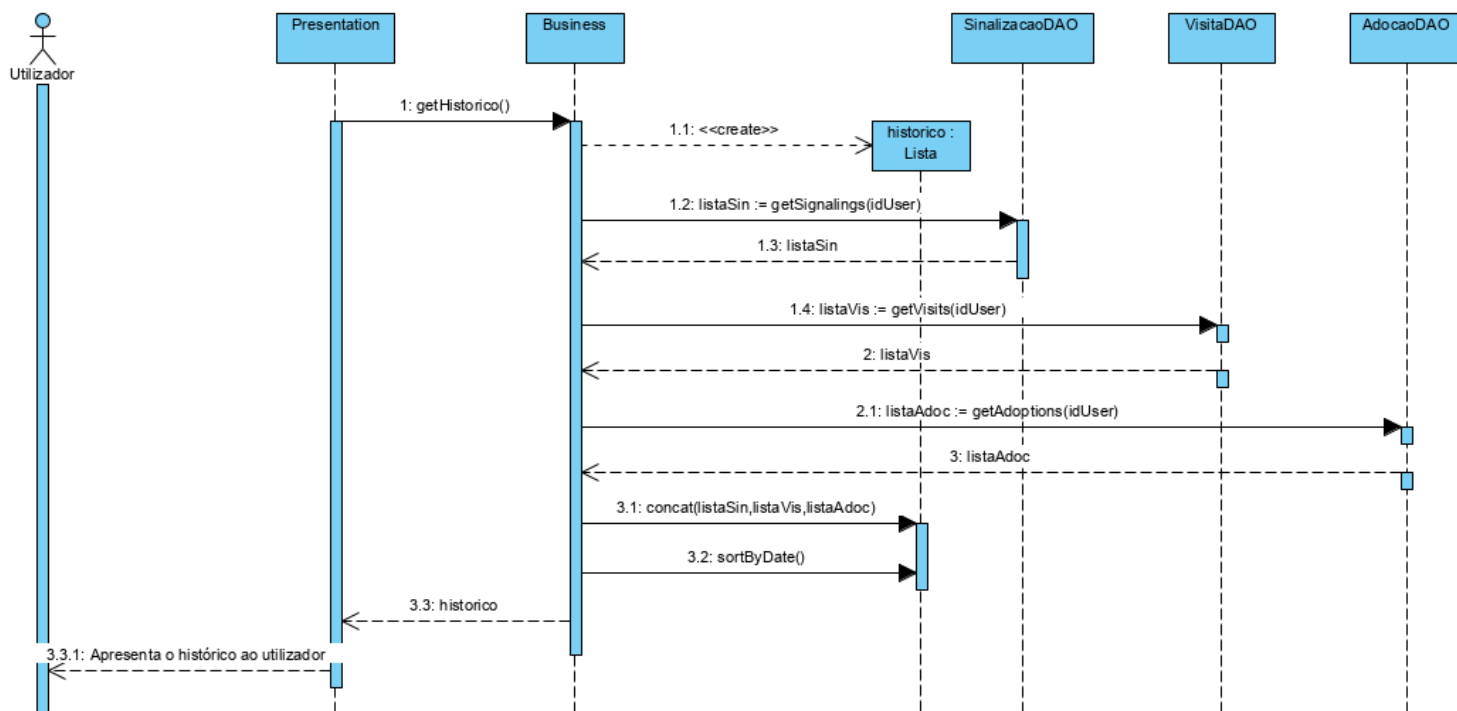 Presentation
Business
SinalizacaoDAO
VisitaDAO
AdocaoDAO
Utilizador
1: getHistorico()
1.1: <<create>>
historico :
Lista
1.2: listaSin := getSignalings(idUser)
1.3: listaSin
1.4: listaVis := getVisits(idUser)
2: listaVis
2.1: listaAdoc := getAdoptions(idUser)
3: listaAdoc
3.1: concat(listaSin,listaVis,listaAdoc)
3.2: sortByDate()
3.3: historico
3.3.1: Apresenta o histórico ao utilizador